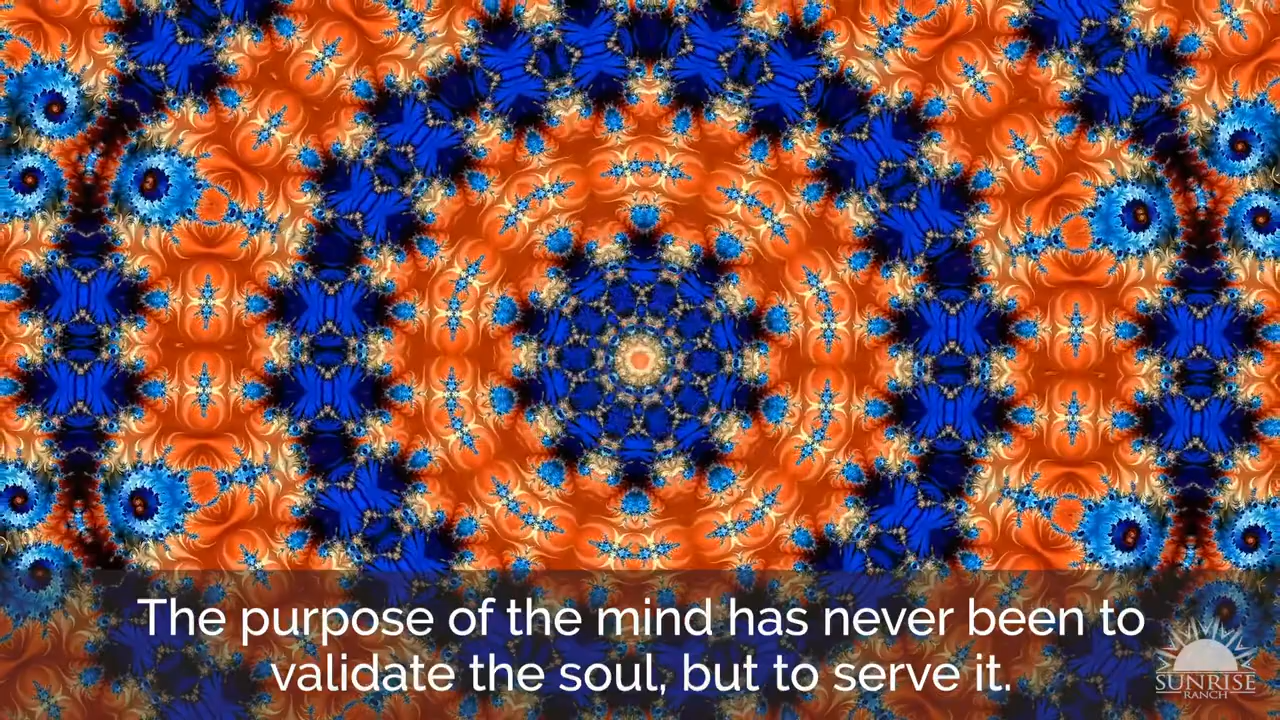 The purpose of the mind has never been to
validate the soul, but to serve it.
SUNRISE
RANCH